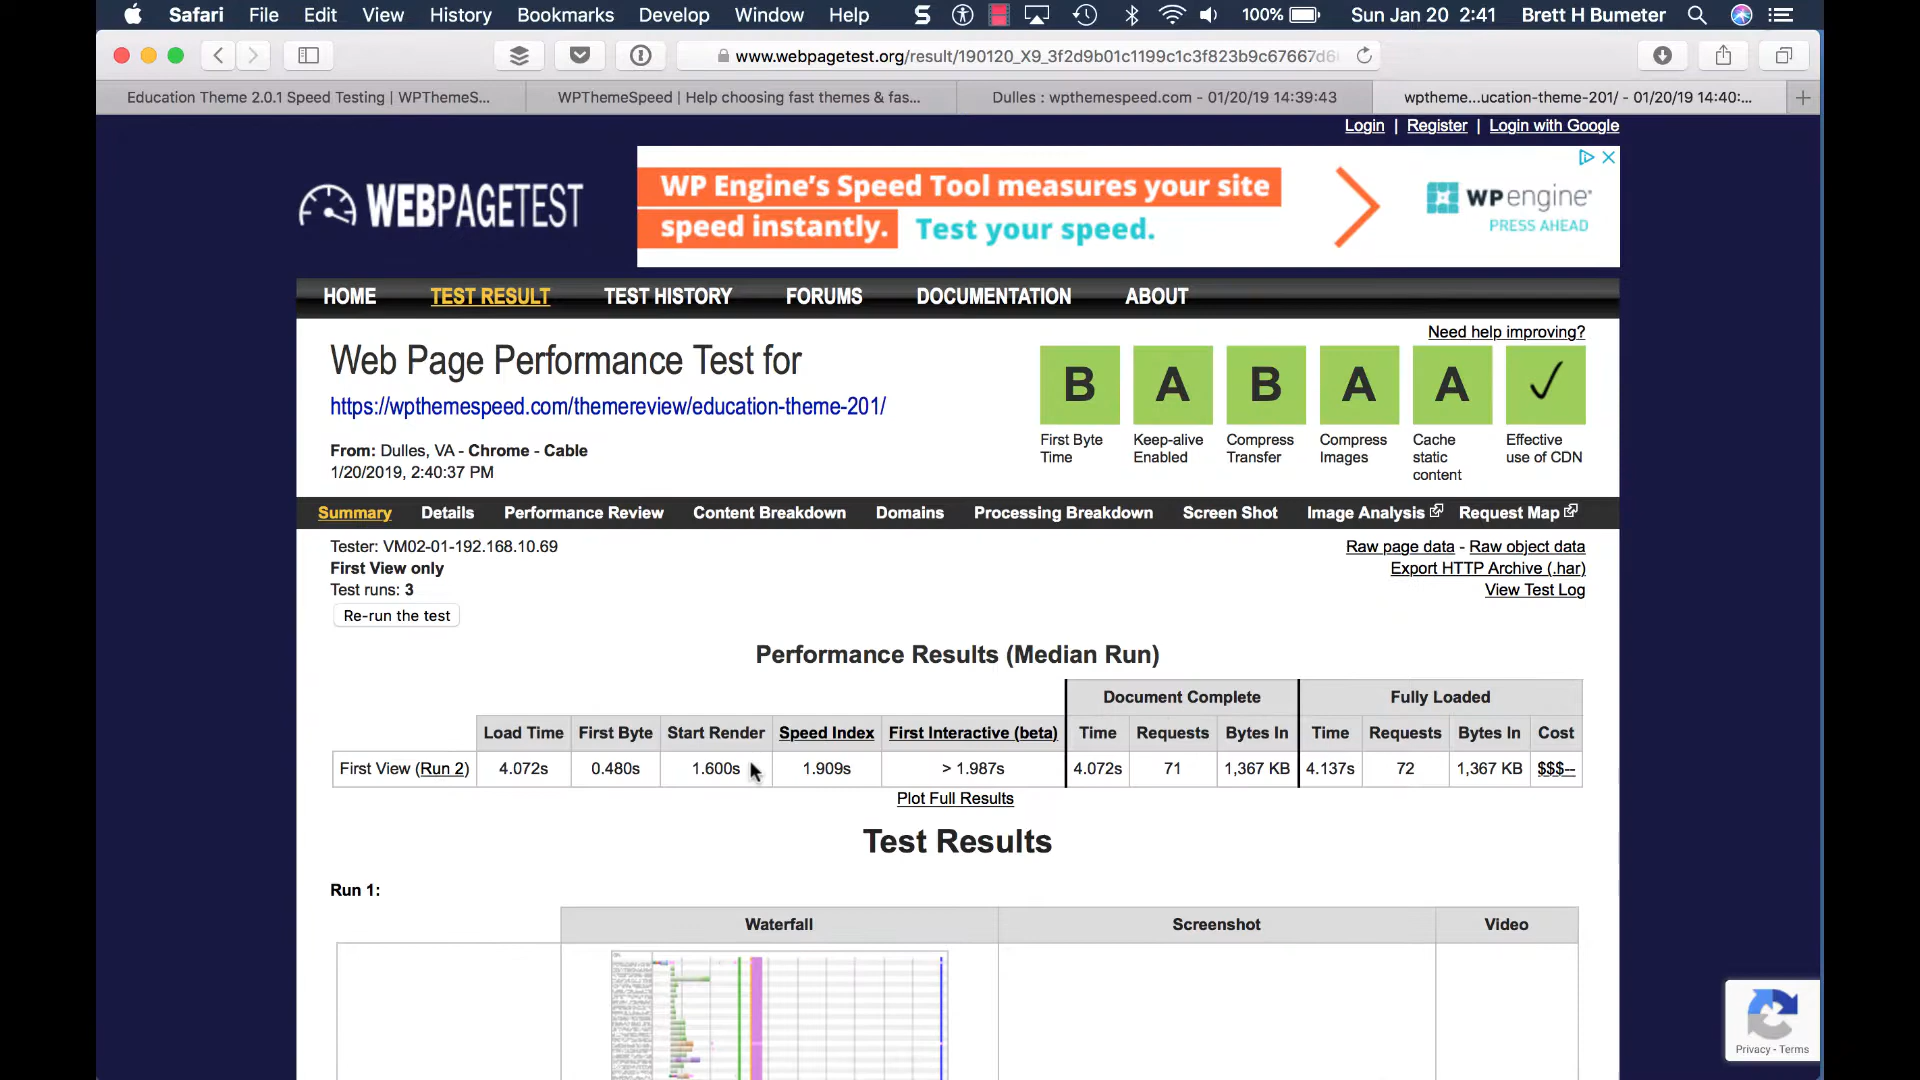 Safari File Edit View History Bookmarks Develop Window Help 100% Sun Jan 20 2:41 Brett H Bumeter
www.webpagetest.org/result/190120_X9_3f2d9b01c1199c1c3f823b9c67667d6
Education Theme 2.0.1 Speed Testing | WPThemeS... WPThemeSpeed | Help choosing fast themes & fas... Dulles : wpthemespeed.com - 01/20/19 14:39:43 wptheme...ucation-theme-201/ - 01/20/19 14:40:...
Login | Register | Login with Google
WEBPAGETEST
WP Engine's Speed Tool measures your site
speed instantly. Test your speed.
WP engine
PRESS AHEAD
HOME TEST RESULT TEST HISTORY FORUMS DOCUMENTATION ABOUT
Need help improving?
Web Page Performance Test for
https://wpthemespeed.com/themereview/education-theme-201/
From: Dulles, VA - Chrome - Cable
1/20/2019, 2:40:37 PM
B A B A A
First Byte Time
Keep-alive Enabled
Compress Transfer
Compress Images
Cache static content
Effective use of CDN
Summary Details Performance Review Content Breakdown Domains Processing Breakdown Screen Shot Image Analysis Request Map
Tester: VM02-01-192.168.10.69
First View only
Test runs: 3
Re-run the test
Raw page data - Raw object data
Export HTTP Archive (.har)
View Test Log
Performance Results (Median Run)
Document Complete Fully Loaded
Load Time First Byte Start Render Speed Index First Interactive (beta) Time Requests Bytes In Time Requests Bytes In Cost
First View (Run 2) 4.072s 0.480s 1.600s 1.909s > 1.987s 4.072s 71 1,367 KB 4.137s 72 1,367 KB $$$--
Plot Full Results
Test Results
Run 1:
Waterfall Screenshot Video
Privacy - Terms